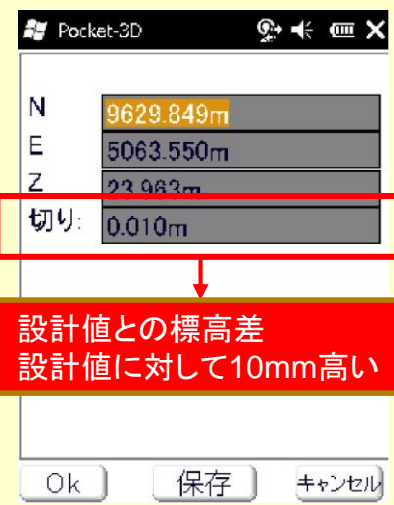 Pocket-3D
N 9629.849m
E 5063.550m
Z 23.963m
切り: 0.010m
設計値との標高差
設計値に対して10mm高い
Ok 保存 キャンセル